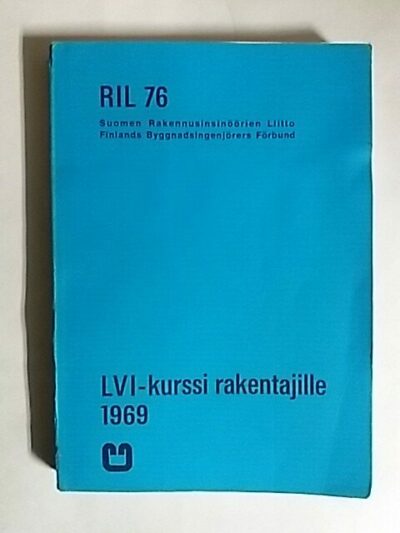 RIL 76
Suomen Rakennusinsinöörien Liitto
Finlands Byggnadsingenjörers Förbund
LVI-kurssi rakentajille
1969